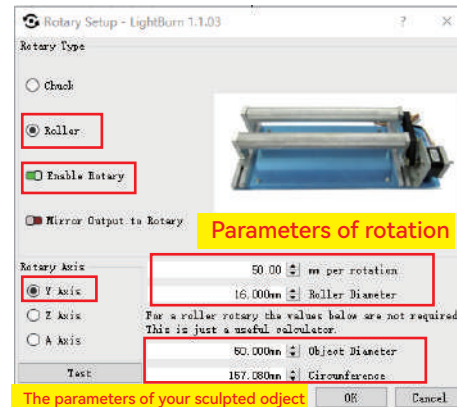 Rotary Setup - LightBurn 1.1.03 ? ×
Rotary Type
Chuck
Roller
Enable Rotary
Mirror Output to Rotary
Parameters of rotation
Rotary Axis
50.00 mm per rotation
Y Axis
16.000mm Roller Diameter
Z Axis
For a roller rotary the values below are not required
This is just a useful calculator.
A Axis
50.000mm Object Diameter
Test
157.080mm Circumference
The parameters of your sculpted object
OK Cancel